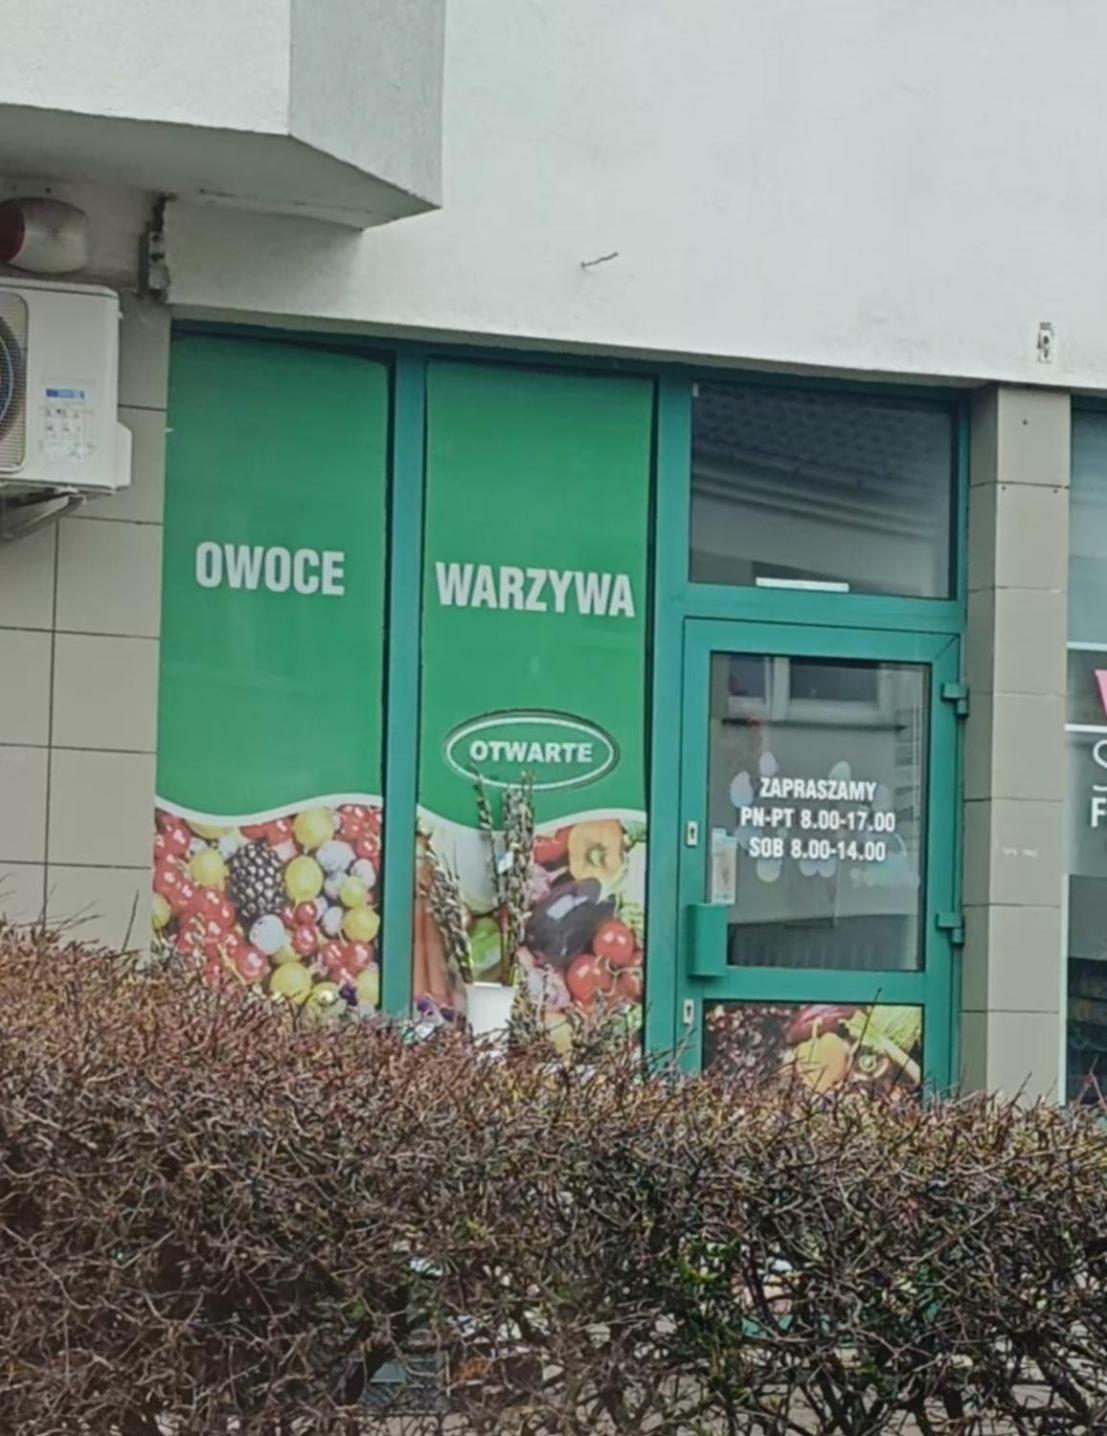 OWOCE
WARZYWA
OTWARTE
ZAPRASZAMY
PN-PT 8.00-17.00
SOB 8.00-14.00